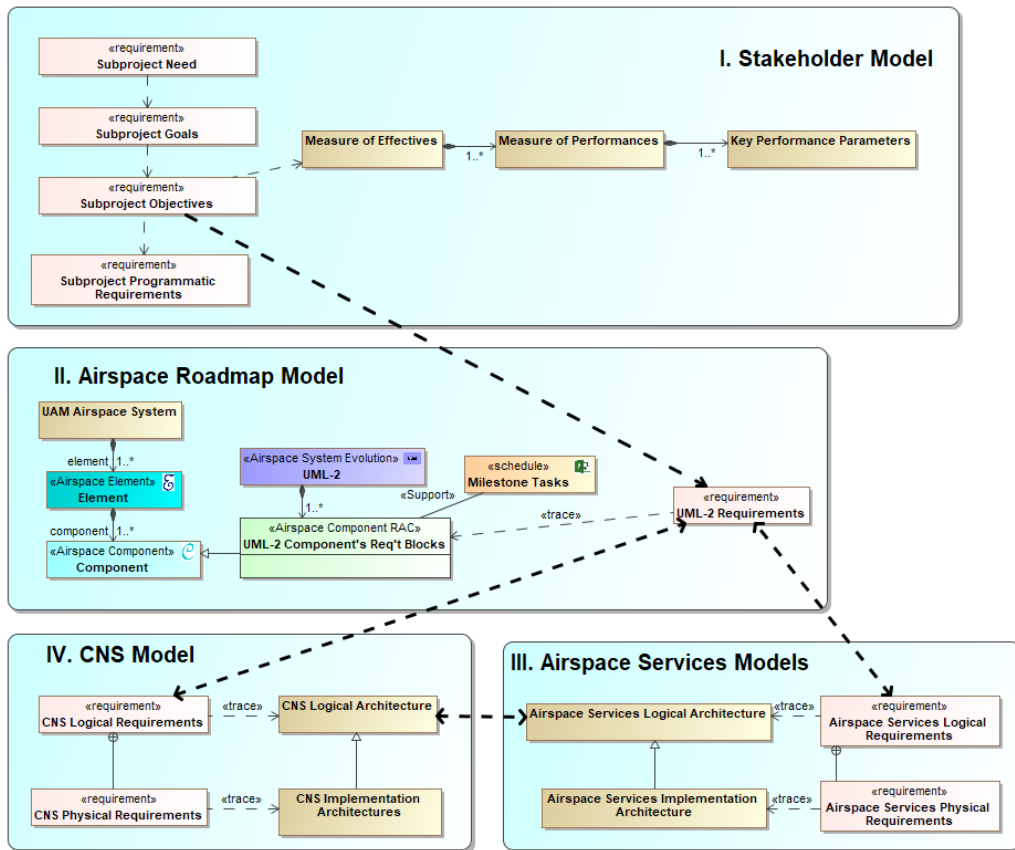 I. Stakeholder Model
«requirement»
Subproject Need
«requirement»
Subproject Goals
Measure of Effectives
1..*
Measure of Performances
1..*
Key Performance Parameters
«requirement»
Subproject Objectives
«requirement»
Subproject Programmatic
Requirements
II. Airspace Roadmap Model
UAM Airspace System
element
1..*
«Airspace Element»
Element
component
1..*
«Airspace Component»
Component
«Airspace System Evolution»
UML-2
1..*
«Support»
«schedule»
Milestone Tasks
«Airspace Component RAC»
UML-2 Component's Req't Blocks
«trace»
«requirement»
UML-2 Requirements
IV. CNS Model
«requirement»
CNS Logical Requirements
«trace»
CNS Logical Architecture
«requirement»
CNS Physical Requirements
«trace»
CNS Implementation
Architectures
III. Airspace Services Models
Airspace Services Logical Architecture
«trace»
«requirement»
Airspace Services Logical
Requirements
Airspace Services Implementation
Architecture
«trace»
«requirement»
Airspace Services Physical
Requirements